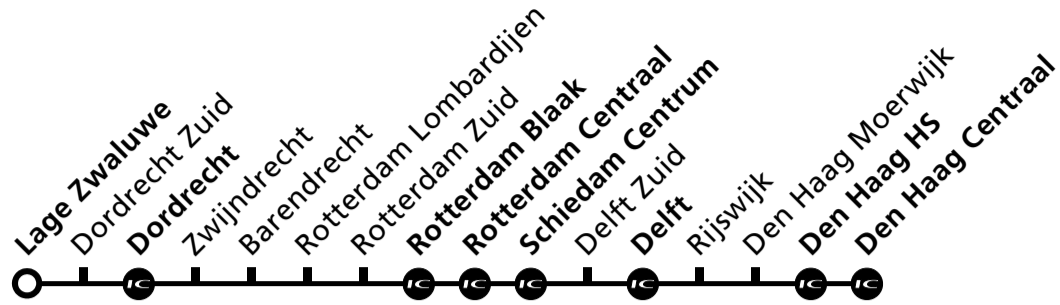 Lage Zwaluwe
Dordrecht Zuid
Dordrecht
Zwijndrecht
Barendrecht
Rotterdam Lombardijen
Rotterdam Zuid
Rotterdam Blaak
Rotterdam Centraal
Schiedam Centrum
Delft Zuid
Delft
Rijswijk
Den Haag Moerwijk
Den Haag HS
Den Haag Centraal
IC
IC
IC
IC
IC
IC
IC